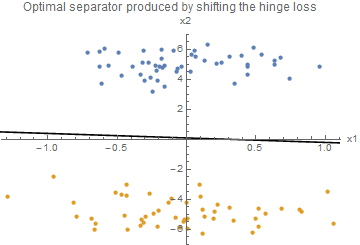 Optimal separator produced by shifting the hinge loss
x2
6
4
2
x1
-1.0 -0.5 0.5 1.0
-2
-4
-6